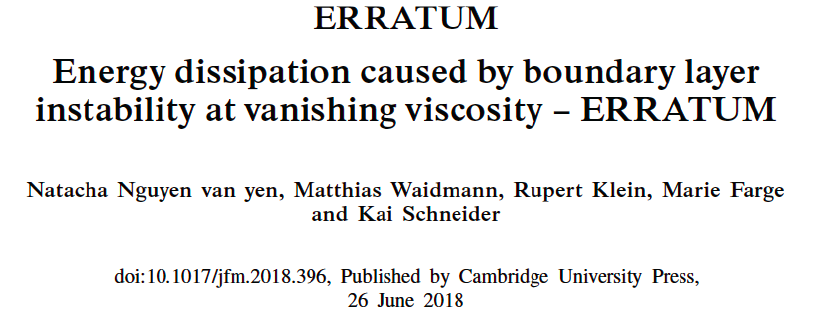 ERRATUM
Energy dissipation caused by boundary layer
instability at vanishing viscosity – ERRATUM
Natacha Nguyen van yen, Matthias Waidmann, Rupert Klein, Marie Farge
and Kai Schneider
doi:10.1017/jfm.2018.396, Published by Cambridge University Press,
26 June 2018